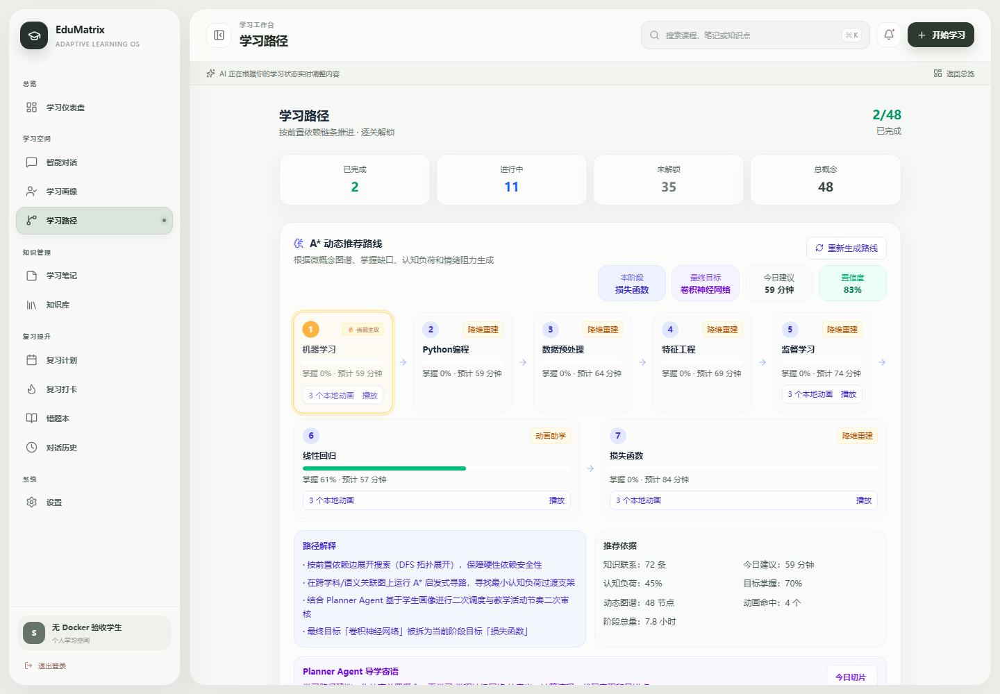 EduMatrix
ADAPTIVE LEARNING OS
总览
学习仪表盘
学习空间
智能对话
学习画像
学习路径
知识管理
学习笔记
知识库
复习提升
复习计划
复习打卡
错题本
对话历史
系统
设置
S
无 Docker 验收学生
个人学习空间
退出登录
学习工作台
学习路径
搜索课程、笔记或知识点
⌘K
开始学习
AI 正在根据你的学习状态实时调整内容
返回总览
学习路径
按前置依赖链条推进 · 逐关解锁
2/48
已完成
已完成
2
进行中
11
未解锁
35
总概念
48
A* 动态推荐路线
根据微概念图谱、掌握缺口、认知负荷和情绪阻力生成
重新生成路线
本阶段
损失函数
最终目标
卷积神经网络
今日建议
59 分钟
置信度
83%
1
🔥 当前主攻
机器学习
掌握 0% · 预计 59 分钟
3 个本地动画 播放
2
降维重建
Python编程
掌握 0% · 预计 59 分钟
3
降维重建
数据预处理
掌握 0% · 预计 64 分钟
4
降维重建
特征工程
掌握 0% · 预计 69 分钟
5
降维重建
监督学习
掌握 0% · 预计 74 分钟
3 个本地动画 播放
6
动画助学
线性回归
掌握 61% · 预计 57 分钟
3 个本地动画 播放
7
降维重建
损失函数
掌握 0% · 预计 84 分钟
3 个本地动画 播放
路径解释
· 按前置依赖边展开搜索（DFS 拓扑展开），保障硬性依赖安全性
· 在跨学科/语义关联图上运行 A* 启发式寻路，寻找最小认知负荷过渡支架
· 结合 Planner Agent 基于学生画像进行二次调度与教学活动节奏二次审
核
· 最终目标「卷积神经网络」被拆为当前阶段目标「损失函数」
推荐依据
知识联系：72 条
今日建议：59 分钟
认知负荷：45%
目标掌握：70%
动态图谱：48 节点
动画命中：4 个
阶段总量：7.8 小时
Planner Agent 导学寄语
今日切片